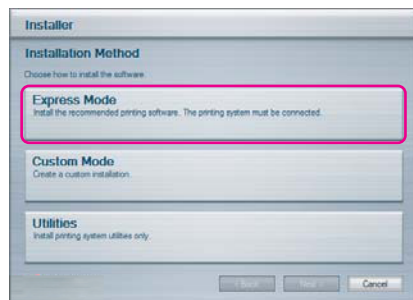 Installer
Installation Method
Choose how to install the software.
Express Mode
Install the recommended printing software. The printing system must be connected.
Custom Mode
Create a custom installation.
Utilities
Install printing system utilities only.
< Back
Next >
Cancel